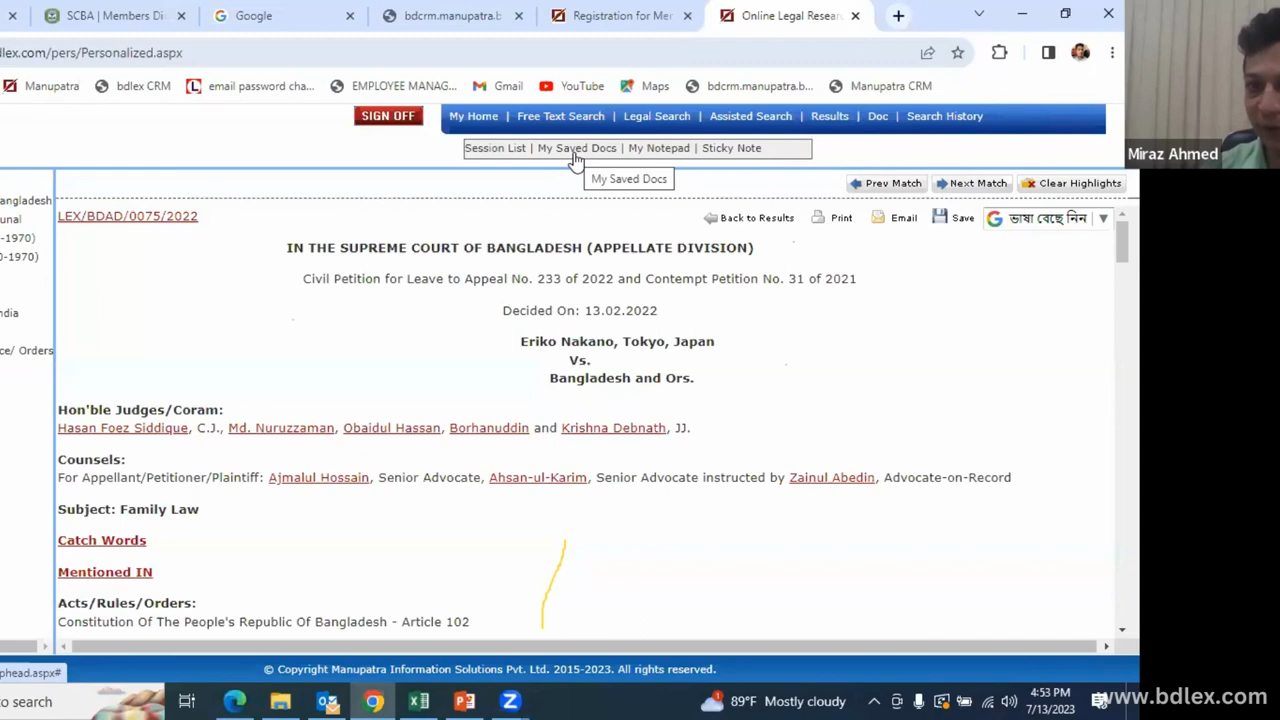 SCBA | Members Di
Google
bdcrm.manupatra.b
Registration for Mer
Online Legal Resear
dlex.com/pers/Personalized.aspx
Manupatra
bdlex CRM
email password cha...
EMPLOYEE MANAG...
Gmail
YouTube
Maps
bdcrm.manupatra.b...
Manupatra CRM
SIGN OFF
My Home | Free Text Search | Legal Search | Assisted Search | Results | Doc | Search History
Session List | My Saved Docs | My Notepad | Sticky Note
My Saved Docs
Miraz Ahmed
Prev Match
Next Match
Clear Highlights
angladesh
unal
0-1970)
0-1970)
ndia
ce/ Orders
LEX/BDAD/0075/2022
Back to Results
Print
Email
Save
ভাষা বেছে নিন
IN THE SUPREME COURT OF BANGLADESH (APPELLATE DIVISION)
Civil Petition for Leave to Appeal No. 233 of 2022 and Contempt Petition No. 31 of 2021
Decided On: 13.02.2022
Eriko Nakano, Tokyo, Japan
Vs.
Bangladesh and Ors.
Hon'ble Judges/Coram:
Hasan Foez Siddique, C.J., Md. Nuruzzaman, Obaidul Hassan, Borhanuddin and Krishna Debnath, JJ.
Counsels:
For Appellant/Petitioner/Plaintiff: Ajmalul Hossain, Senior Advocate, Ahsan-ul-Karim, Senior Advocate instructed by Zainul Abedin, Advocate-on-Record
Subject: Family Law
Catch Words
Mentioned IN
Acts/Rules/Orders:
Constitution Of The People's Republic Of Bangladesh - Article 102
phead.aspx#
© Copyright Manupatra Information Solutions Pvt. Ltd. 2015-2023. All rights reserved.
to search
89°F Mostly cloudy
4:53 PM
7/13/2023
www.bdlex.com